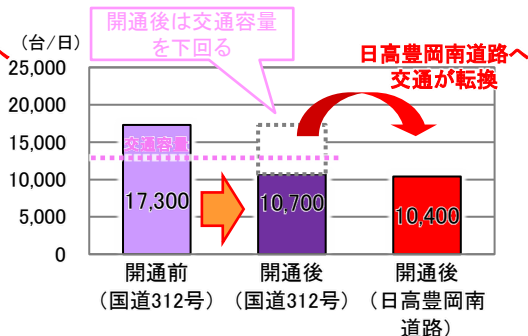 （台/日）
開通後は交通容量
を下回る
日高豊岡南道路へ
交通が転換
25,000
20,000
15,000
10,000
5,000
0
交通容量
17,300
10,700
10,400
開通前
（国道312号）
開通後
（国道312号）
開通後
（日高豊岡南
道路）